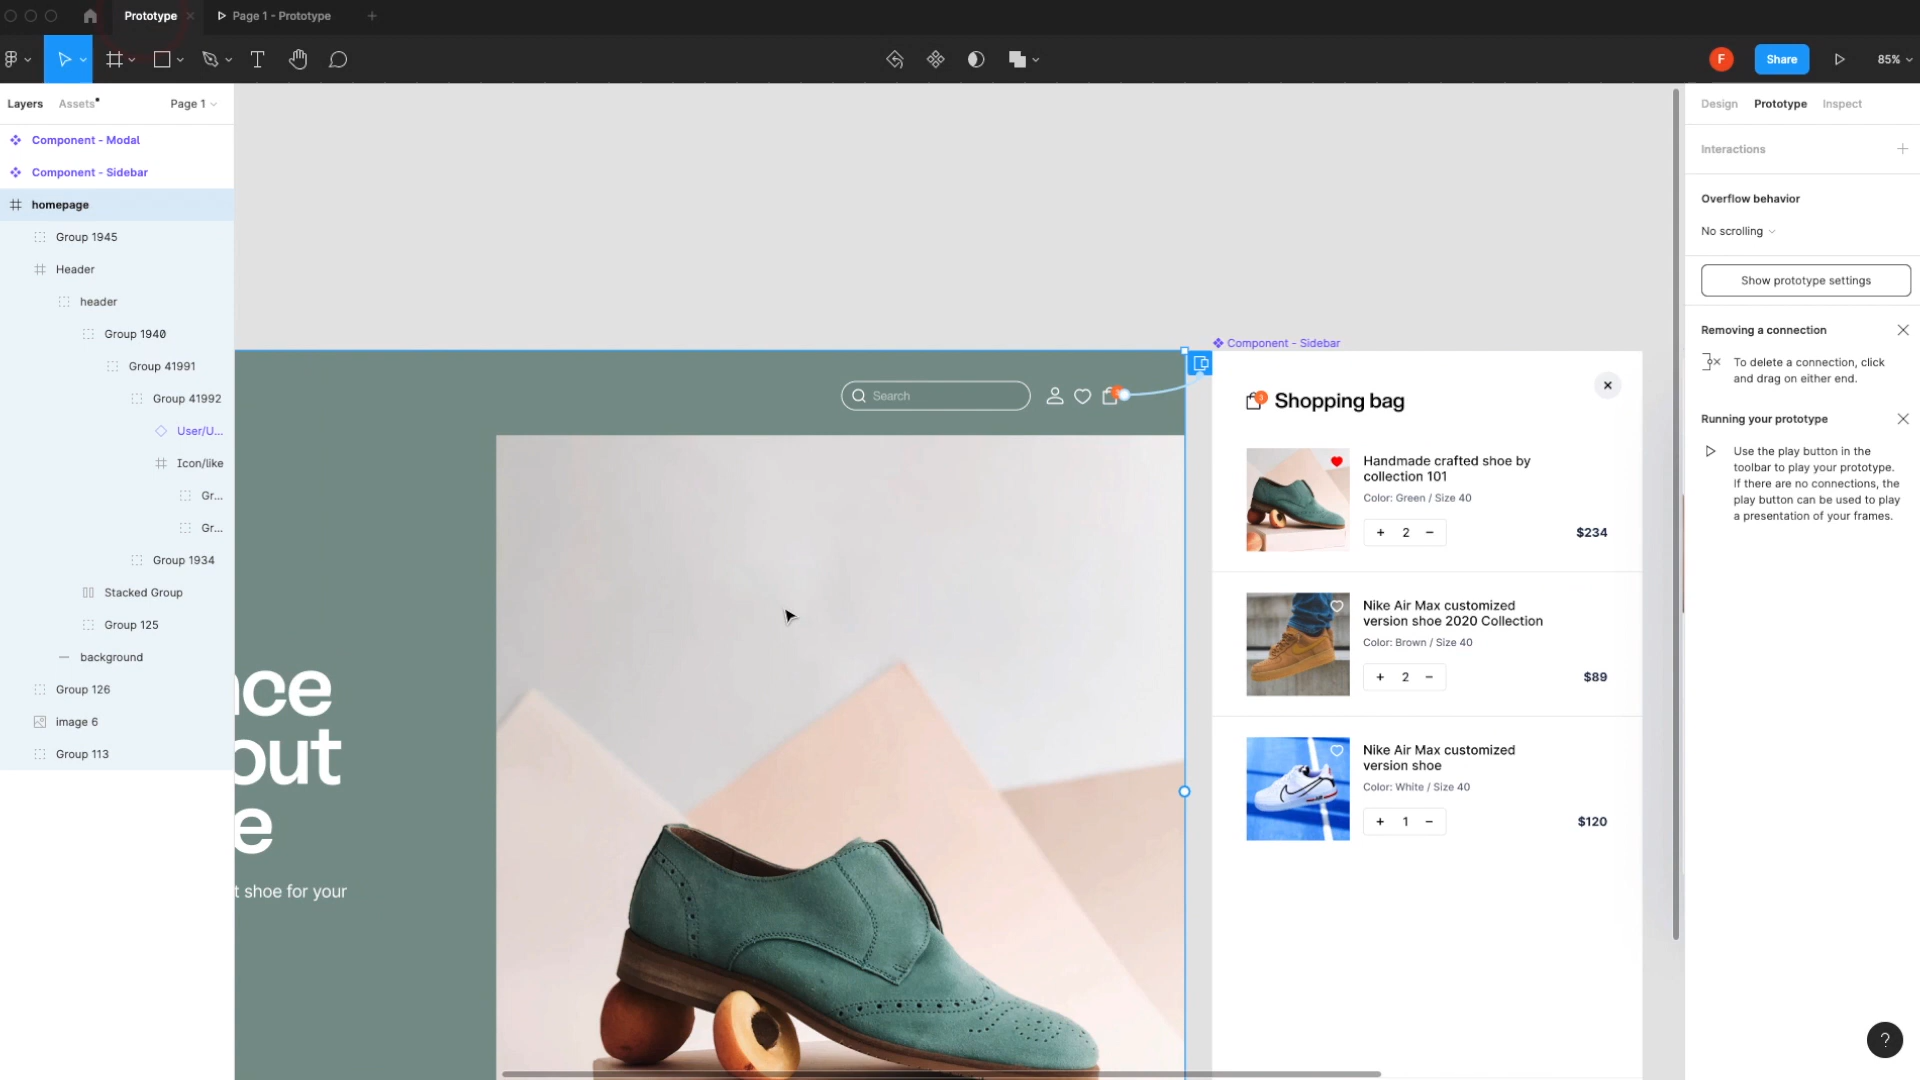 Prototype
Page 1 - Prototype
F
Share
85%
Layers
Assets
Page 1
Component - Modal
Component - Sidebar
homepage
Group 1945
Header
header
Group 1940
Group 41991
Group 41992
User/U...
Icon/like
Gr...
Gr...
Group 1934
Stacked Group
Group 125
background
Group 126
image 6
Group 113
Search
nce
out
e
t shoe for your
Component - Sidebar
3
Shopping bag
Handmade crafted shoe by
collection 101
Color: Green / Size 40
+ 2 −
$234
Nike Air Max customized
version shoe 2020 Collection
Color: Brown / Size 40
+ 2 −
$89
Nike Air Max customized
version shoe
Color: White / Size 40
+ 1 −
$120
Design
Prototype
Inspect
Interactions
Overflow behavior
No scrolling
Show prototype settings
Removing a connection
To delete a connection, click
and drag on either end.
Running your prototype
Use the play button in the
toolbar to play your prototype.
If there are no connections, the
play button can be used to play
a presentation of your frames.
?